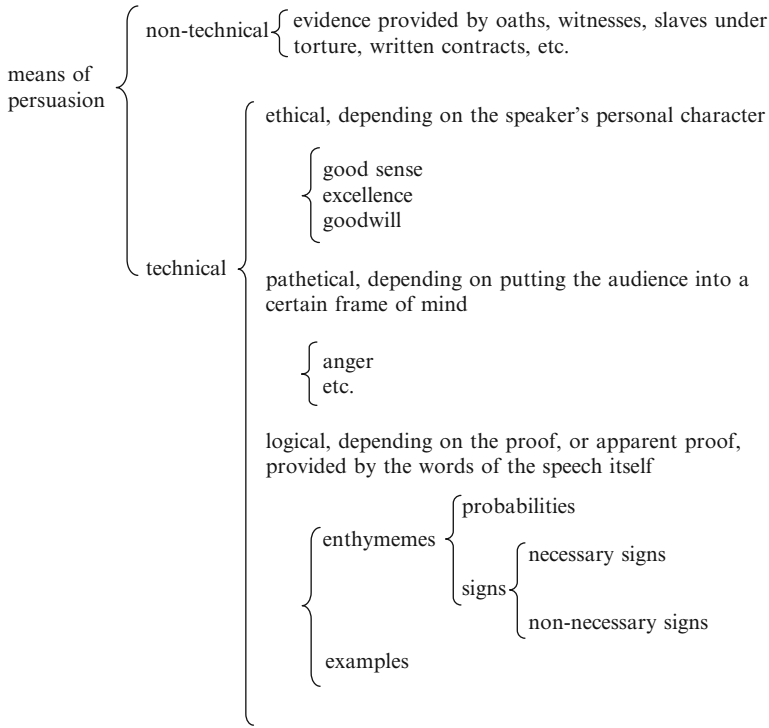 means of
persuasion
non-technical
evidence provided by oaths, witnesses, slaves under
torture, written contracts, etc.
technical
ethical, depending on the speaker's personal character
good sense
excellence
goodwill
pathetical, depending on putting the audience into a
certain frame of mind
anger
etc.
logical, depending on the proof, or apparent proof,
provided by the words of the speech itself
enthymemes
probabilities
signs
necessary signs
non-necessary signs
examples